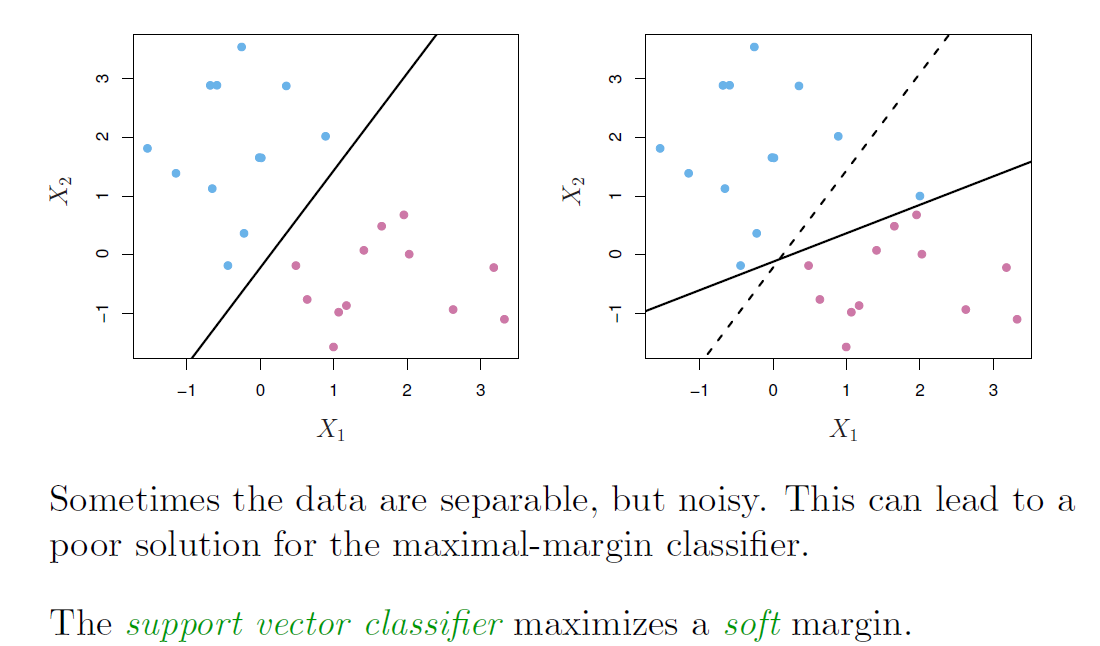 3
2
1
0
−1
X2
−1 0 1 2 3
X1
3
2
1
0
−1
X2
−1 0 1 2 3
X1
Sometimes the data are separable, but noisy. This can lead to a
poor solution for the maximal-margin classifier.
The support vector classifier maximizes a soft margin.